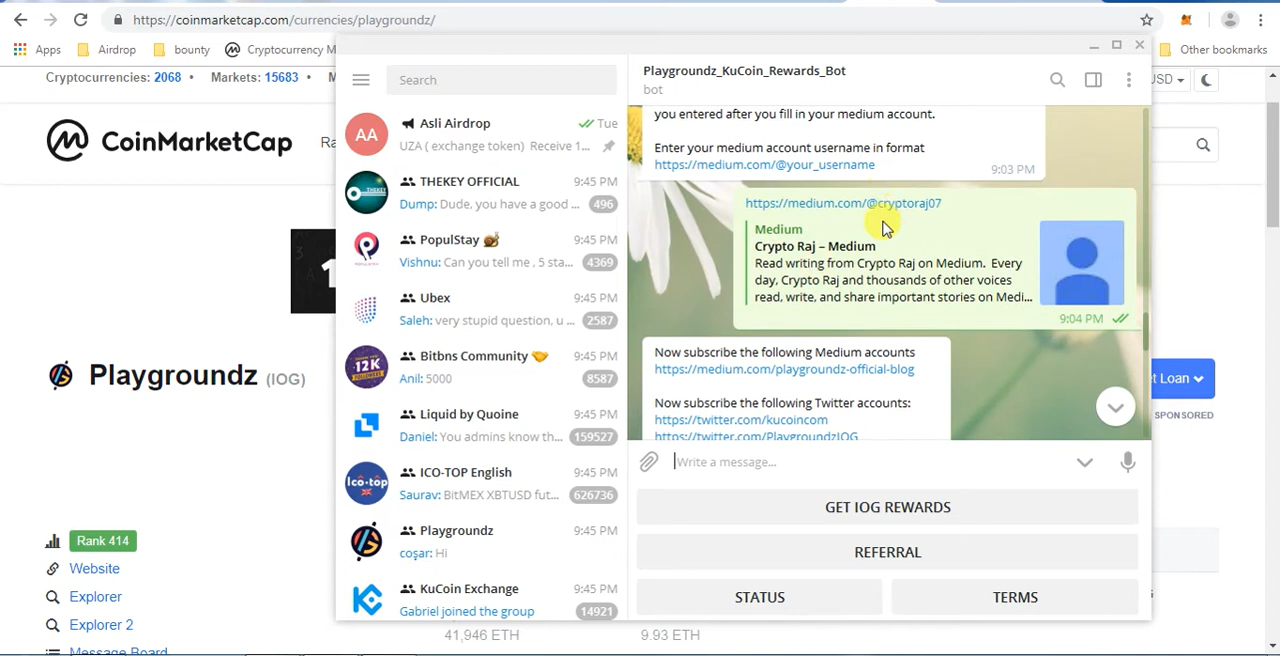 https://coinmarketcap.com/currencies/playgroundz/
Apps Airdrop bounty Cryptocurrency M Other bookmarks
Cryptocurrencies: 2068 Markets: 15683 USD
CoinMarketCap
Playgroundz (IOG)
Loan
SPONSORED
Rank 414
Website
Explorer
Explorer 2
Message Board
41,946 ETH 9.93 ETH
Search
AA
Asli Airdrop Tue
UZA ( exchange token) Receive 1...
THEKEY OFFICIAL 9:45 PM
Dump: Dude, you have a good ... 496
PopulStay 🐌 9:45 PM
Vishnu: Can you tell me , 5 sta... 4369
Ubex 9:45 PM
Saleh: very stupid question, u ... 2587
12K
Bitbns Community 🤝 9:45 PM
Anil: 5000 8587
Liquid by Quoine 9:45 PM
Daniel: You admins know th... 159527
Ico-top
ICO-TOP English 9:45 PM
Saurav: BitMEX XBTUSD fut... 626736
Playgroundz 9:45 PM
coşar: Hi
KuCoin Exchange 9:45 PM
Gabriel joined the group 14921
Playgroundz_KuCoin_Rewards_Bot
bot
you entered after you fill in your medium account.
Enter your medium account username in format
https://medium.com/@your_username
9:03 PM
https://medium.com/@cryptoraj07
Medium
Crypto Raj – Medium
Read writing from Crypto Raj on Medium. Every
day, Crypto Raj and thousands of other voices
read, write, and share important stories on Medi...
9:04 PM
Now subscribe the following Medium accounts
https://medium.com/playgroundz-official-blog
Now subscribe the following Twitter accounts:
https://twitter.com/kucoincom
https://twitter.com/PlaygroundzIOG
Write a message...
GET IOG REWARDS
REFERRAL
STATUS TERMS